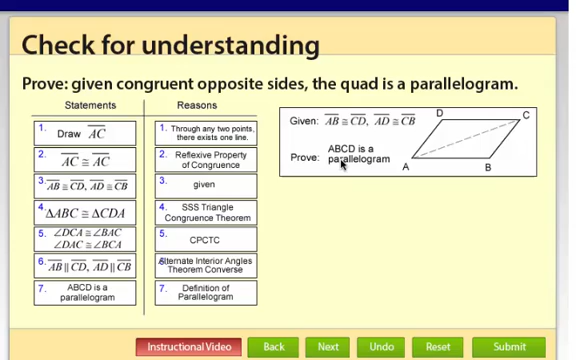 Check for understanding
Prove: given congruent opposite sides, the quad is a parallelogram.
Statements
Reasons
1. Draw AC
1. Through any two points,
there exists one line.
2. AC ≅ AC
2. Reflexive Property
of Congruence
3. AB ≅ CD, AD ≅ CB
3. given
4. ΔABC ≅ ΔCDA
4. SSS Triangle
Congruence Theorem
5. ∠DCA ≅ ∠BAC
∠DAC ≅ ∠BCA
5. CPCTC
6. AB || CD, AD || CB
6. Alternate Interior Angles
Theorem Converse
7. ABCD is a
parallelogram
7. Definition of
Parallelogram
Given: AB ≅ CD, AD ≅ CB
Prove: ABCD is a
parallelogram
D
C
A
B
Instructional Video
Back
Next
Undo
Reset
Submit